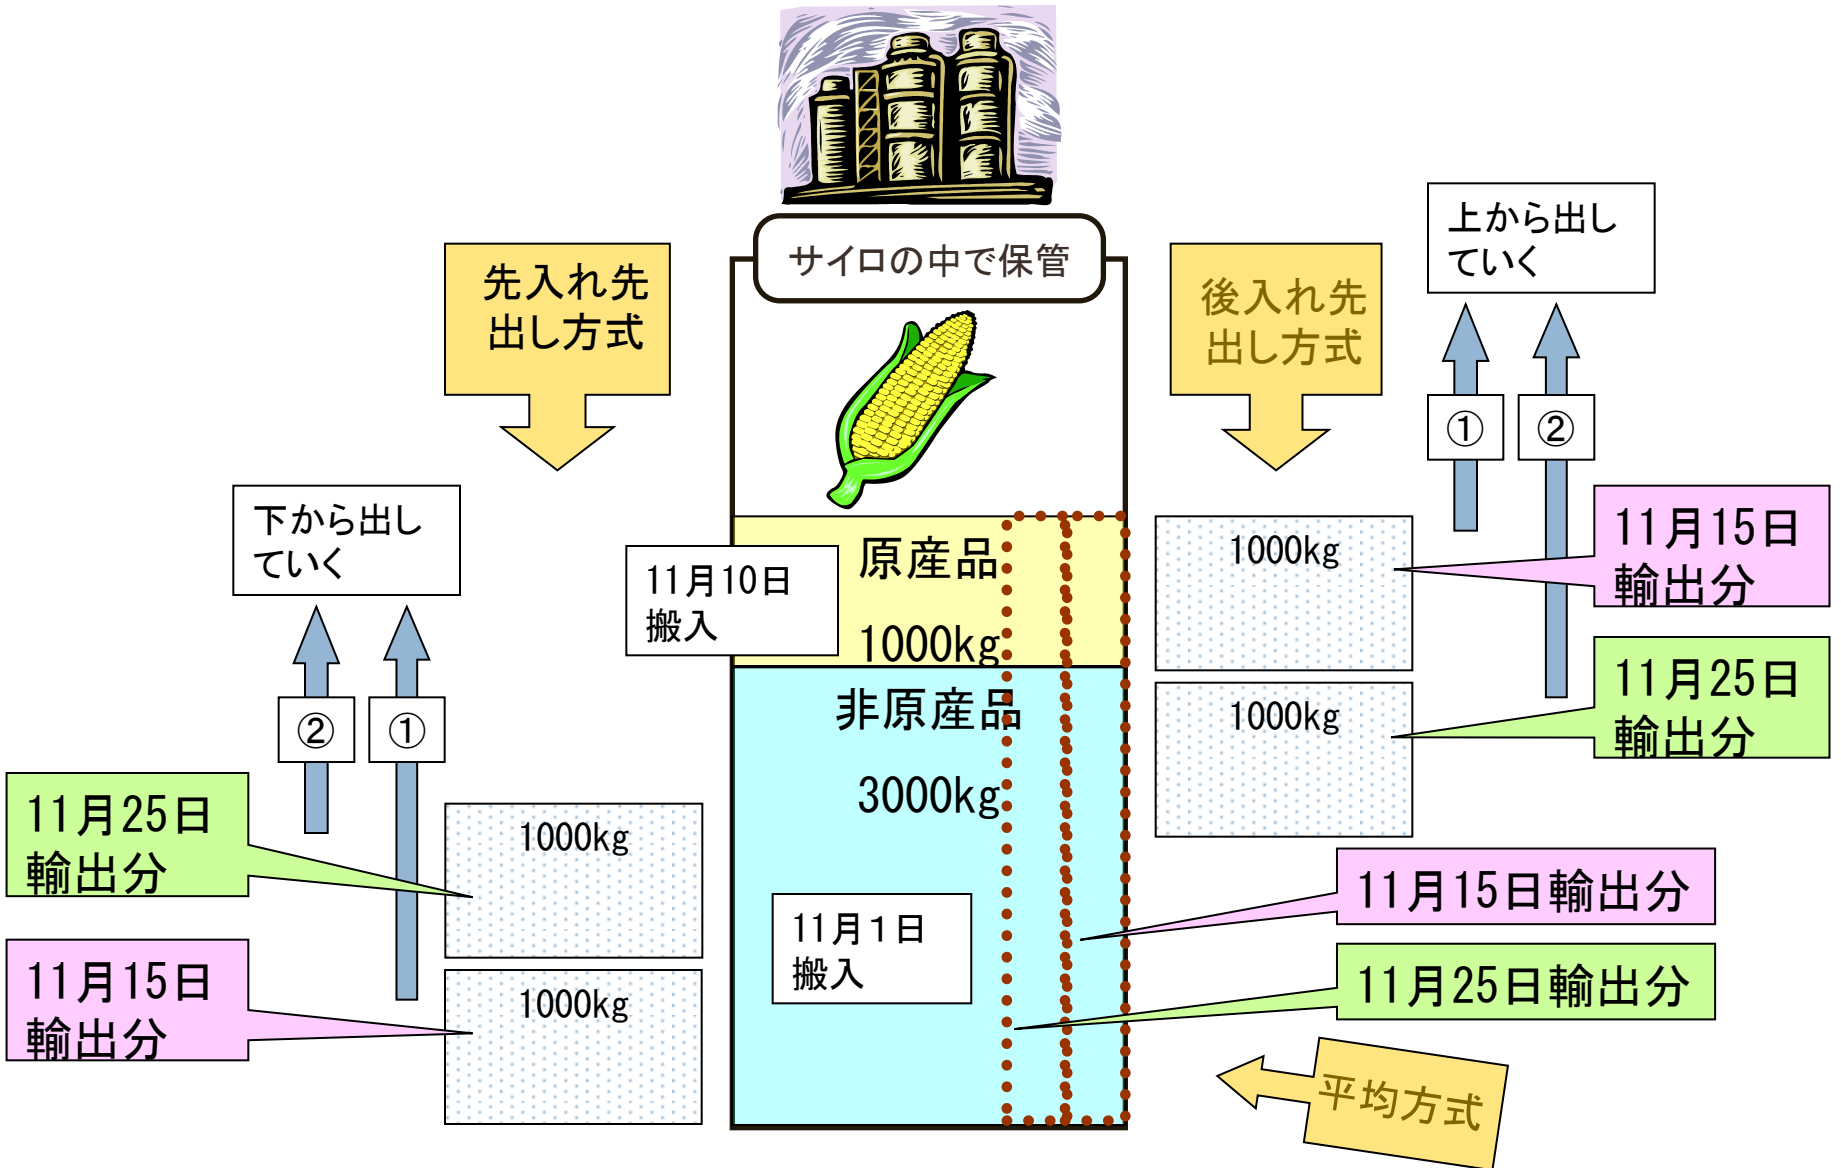 サイロの中で保管
先入れ先
出し方式
後入れ先
出し方式
上から出し
ていく
①
②
下から出し
ていく
②
①
11月10日
搬入
原産品
1000kg
非原産品
3000kg
11月１日
搬入
1000kg
1000kg
11月15日
輸出分
11月25日
輸出分
11月25日
輸出分
11月15日
輸出分
1000kg
1000kg
11月15日輸出分
11月25日輸出分
平均方式